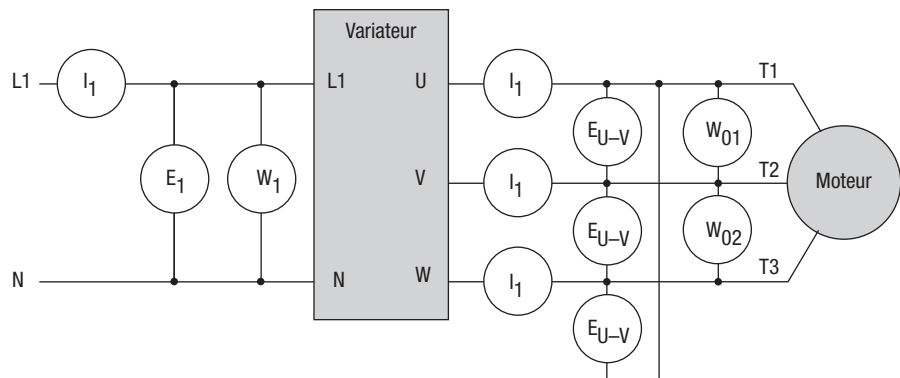 Variateur
L1 I1 L1 U I1 T1
EU–V W01
E1 W1 V I1 T2 Moteur
EU–V W02
N N W I1 T3
EU–V